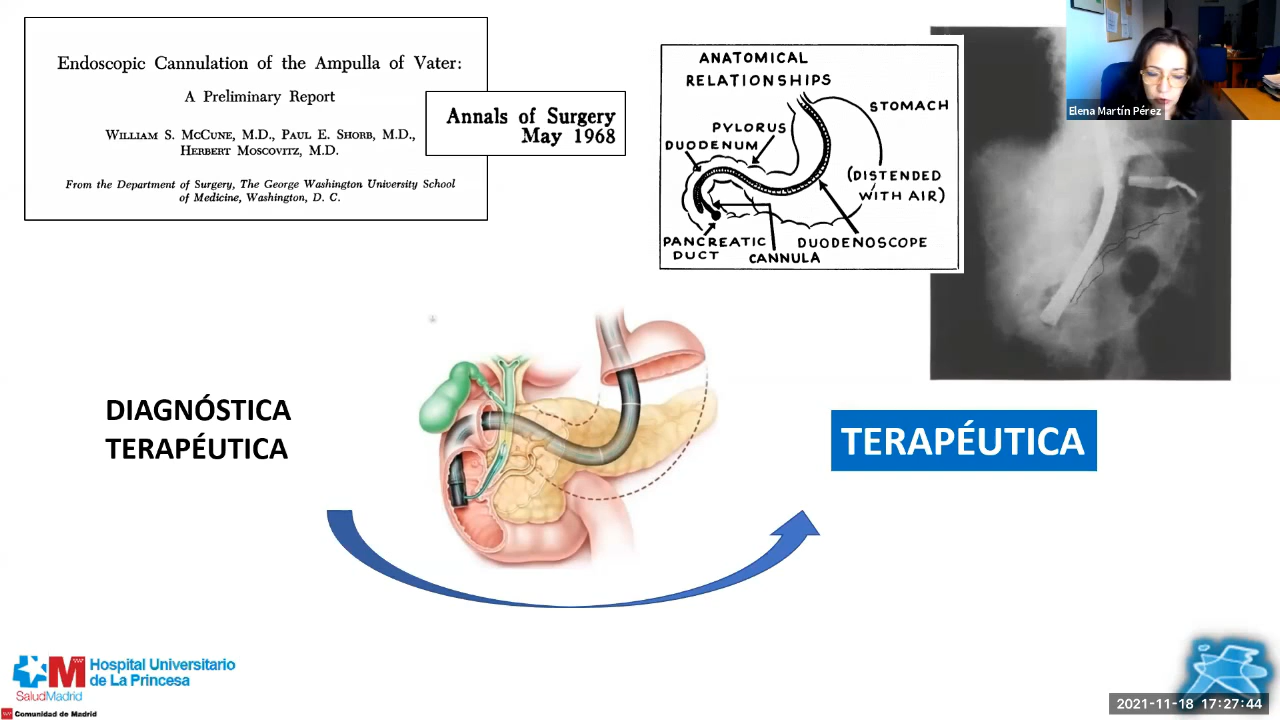 Endoscopic Cannulation of the Ampulla of Vater:
A Preliminary Report
WILLIAM S. MCCUNE, M.D., PAUL E. SHORB, M.D.,
HERBERT MOSCOVITZ, M.D.
From the Department of Surgery, The George Washington University School
of Medicine, Washington, D. C.
Annals of Surgery
May 1968
ANATOMICAL
RELATIONSHIPS
STOMACH
PYLORUS
DUODENUM
(DISTENDED
WITH AIR)
PANCREATIC
DUCT
CANNULA
DUODENOSCOPE
Elena Martín Pérez
DIAGNÓSTICA
TERAPÉUTICA
TERAPÉUTICA
Hospital Universitario
de La Princesa
SaludMadrid
Comunidad de Madrid
2021-11-18 17:27:44